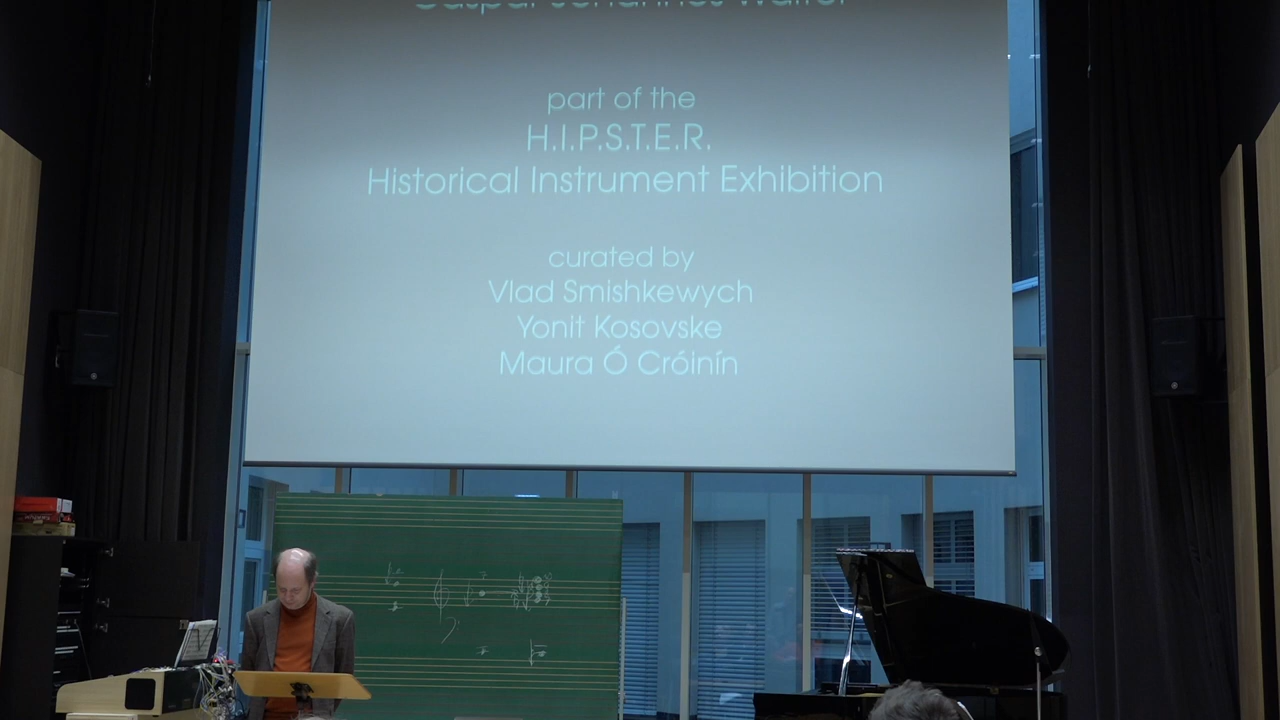 part of the
H.I.P.S.T.E.R.
Historical Instrument Exhibition
curated by
Vlad Smishkewych
Yonit Kosovske
Maura Ó Cróinín